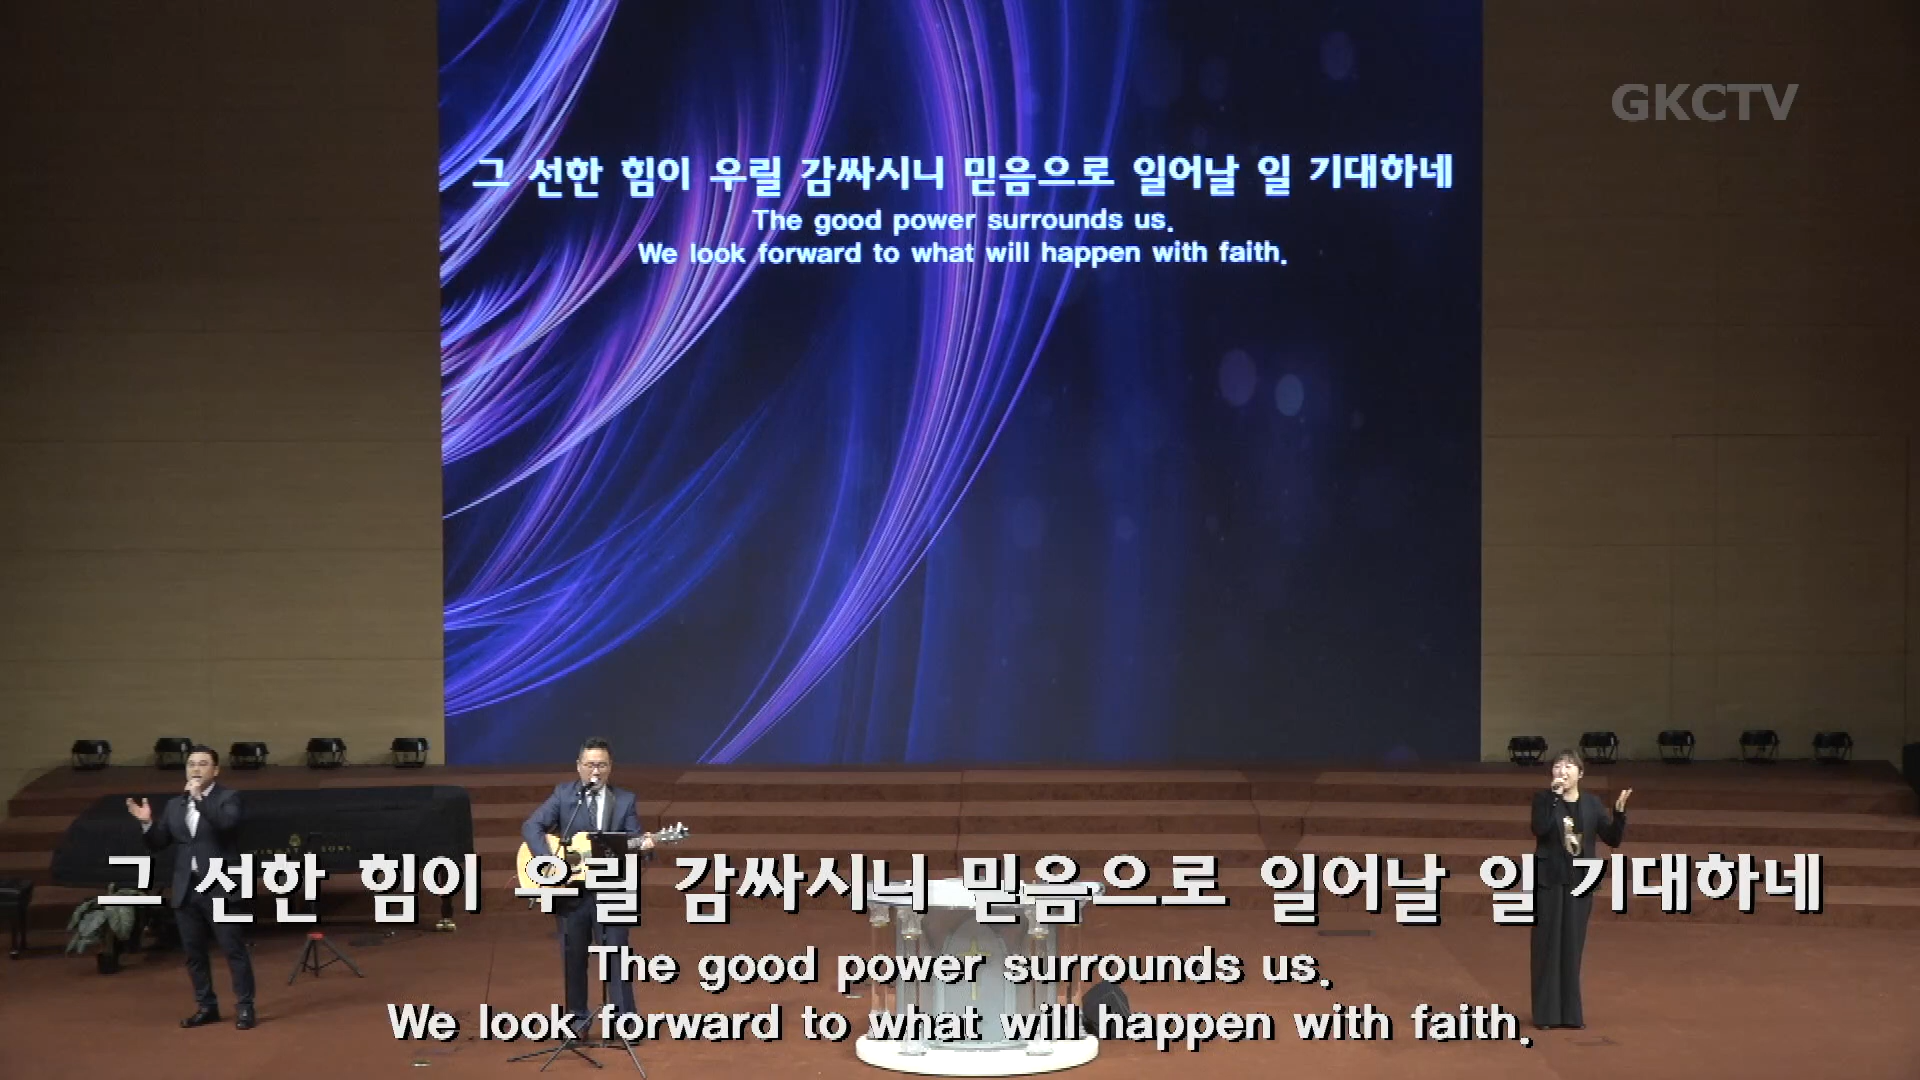 GKCTV
그 선한 힘이 우릴 감싸시니 믿음으로 일어날 일 기대하네
The good power surrounds us.
We look forward to what will happen with faith.
그 선한 힘이 우릴 감싸시니 믿음으로 일어날 일 기대하네
The good power surrounds us.
We look forward to what will happen with faith.